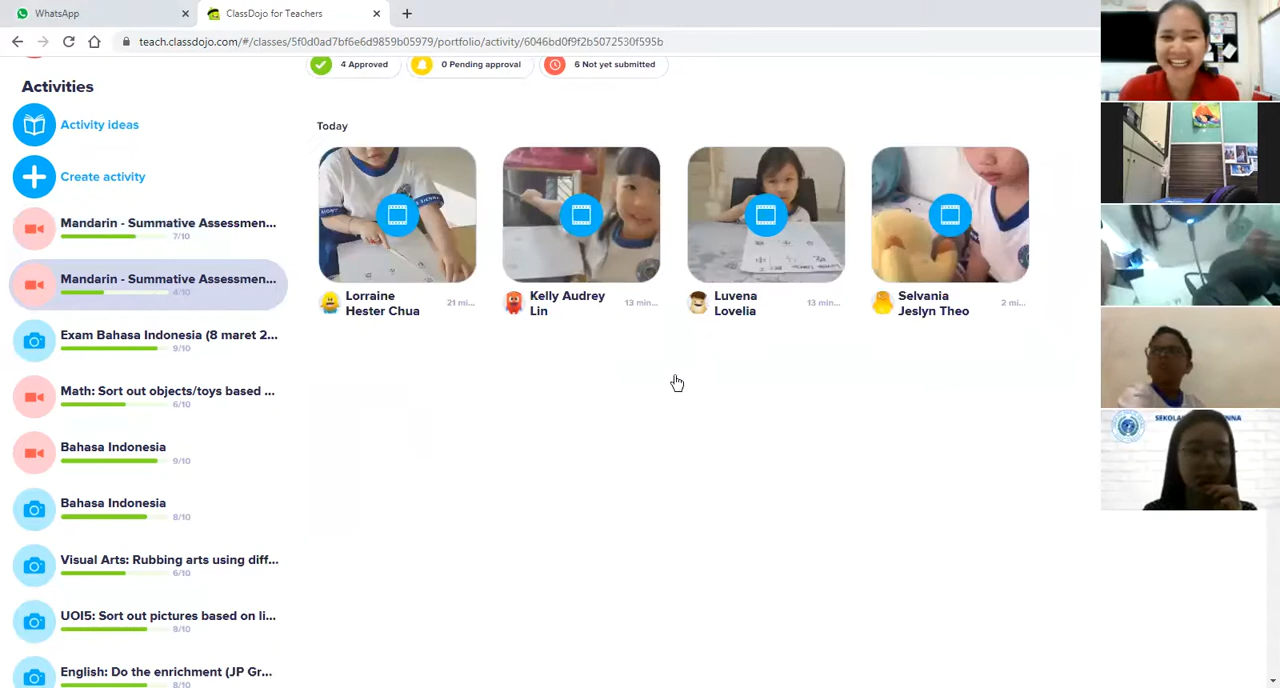 WhatsApp
ClassDojo for Teachers
teach.classdojo.com/#/classes/5f0d0ad7bf6e6d9859b05979/portfolio/activity/6046bd0f9f2b5072530f595b
4 Approved
0 Pending approval
6 Not yet submitted
Activities
Activity ideas
Create activity
Mandarin - Summative Assessmen...
7/10
Mandarin - Summative Assessmen...
4/10
Exam Bahasa Indonesia (8 maret 2...
9/10
Math: Sort out objects/toys based ...
6/10
Bahasa Indonesia
9/10
Bahasa Indonesia
8/10
Visual Arts: Rubbing arts using diff...
6/10
UOI5: Sort out pictures based on li...
8/10
English: Do the enrichment (JP Gr...
8/10
Today
Lorraine
Hester Chua
21 mi...
Kelly Audrey
Lin
13 min...
Luvena
Lovelia
13 min...
Selvania
Jeslyn Theo
2 mi...